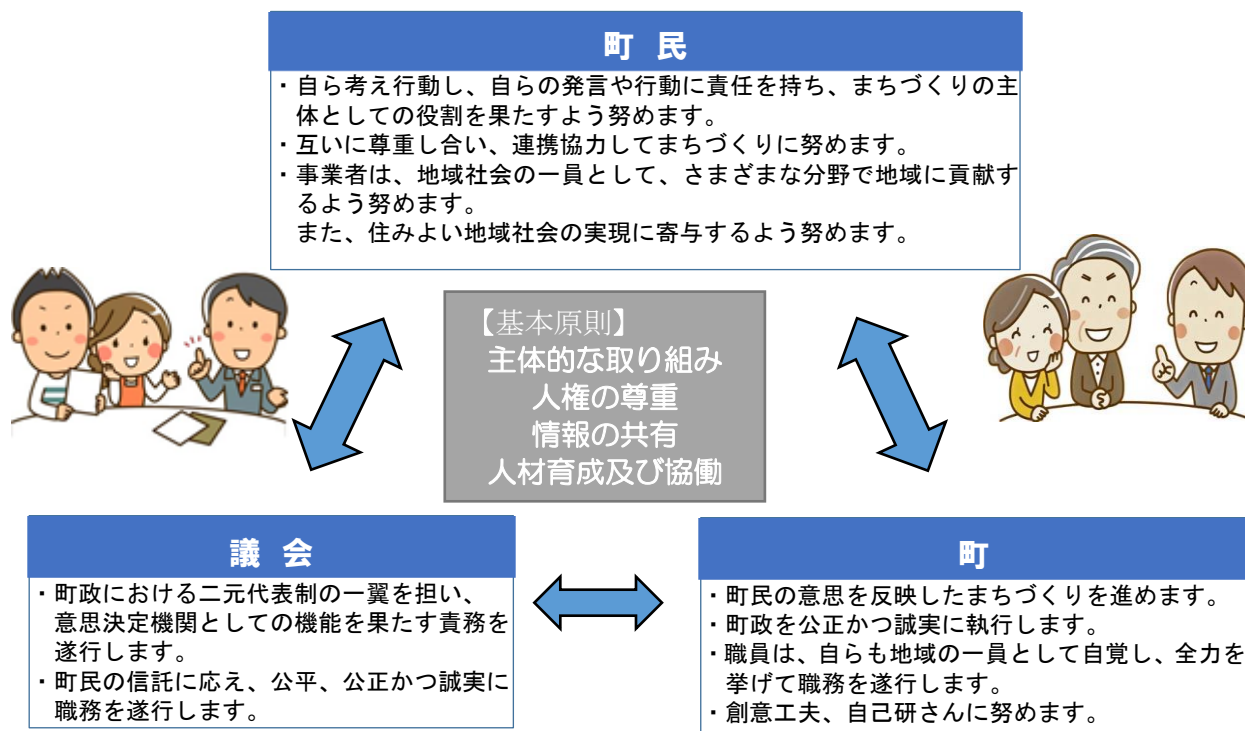 町 民
・自ら考え行動し、自らの発言や行動に責任を持ち、まちづくりの主
体としての役割を果たすよう努めます。
・互いに尊重し合い、連携協力してまちづくりに努めます。
・事業者は、地域社会の一員として、さまざまな分野で地域に貢献す
るよう努めます。
また、住みよい地域社会の実現に寄与するよう努めます。
【基本原則】
主体的な取り組み
人権の尊重
情報の共有
人材育成及び協働
議 会
・町政における二元代表制の一翼を担い、
意思決定機関としての機能を果たす責務を
遂行します。
・町民の信託に応え、公平、公正かつ誠実に
職務を遂行します。
町
・町民の意思を反映したまちづくりを進めます。
・町政を公正かつ誠実に執行します。
・職員は、自らも地域の一員として自覚し、全力を
挙げて職務を遂行します。
・創意工夫、自己研さんに努めます。